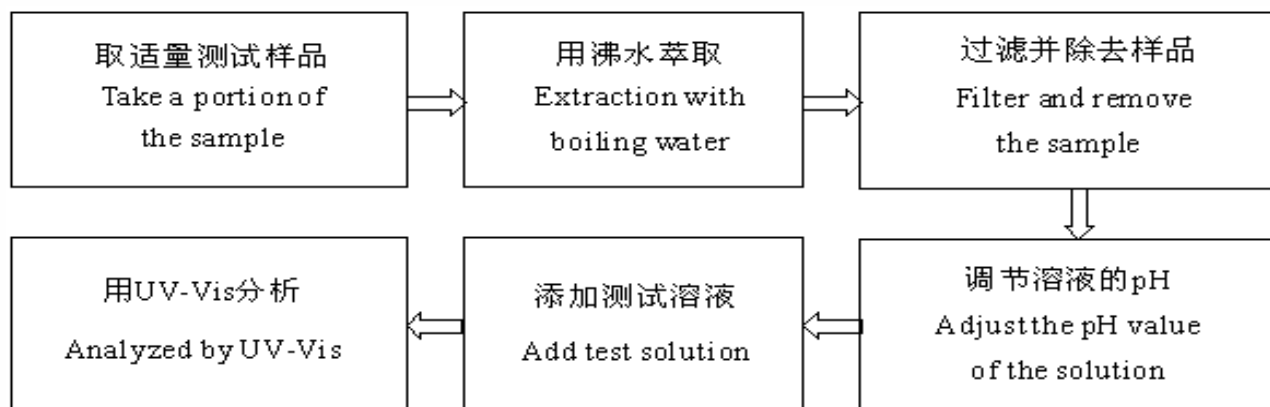 取适量测试样品
Take a portion of
the sample
用沸水萃取
Extraction with
boiling water
过滤并除去样品
Filter and remove
the sample
调节溶液的pH
Adjust the pH value
of the solution
添加测试溶液
Add test solution
用UV-Vis分析
Analyzed by UV-Vis